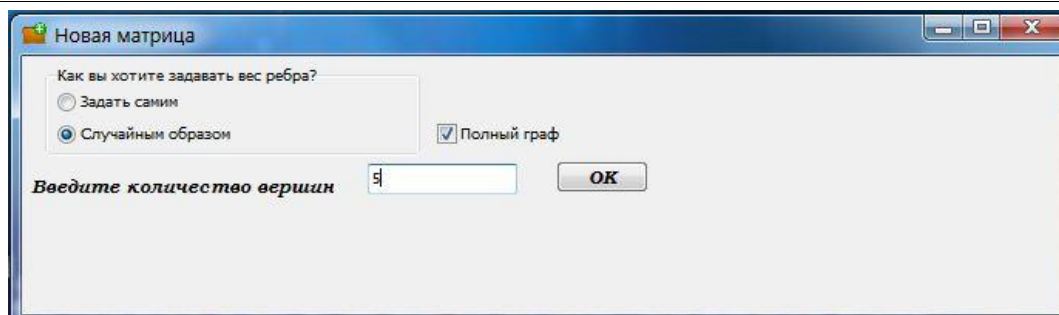 Новая матрица
Как вы хотите задавать вес ребра?
Задать самим
Случайным образом
Полный граф
Введите количество вершин 5 OK